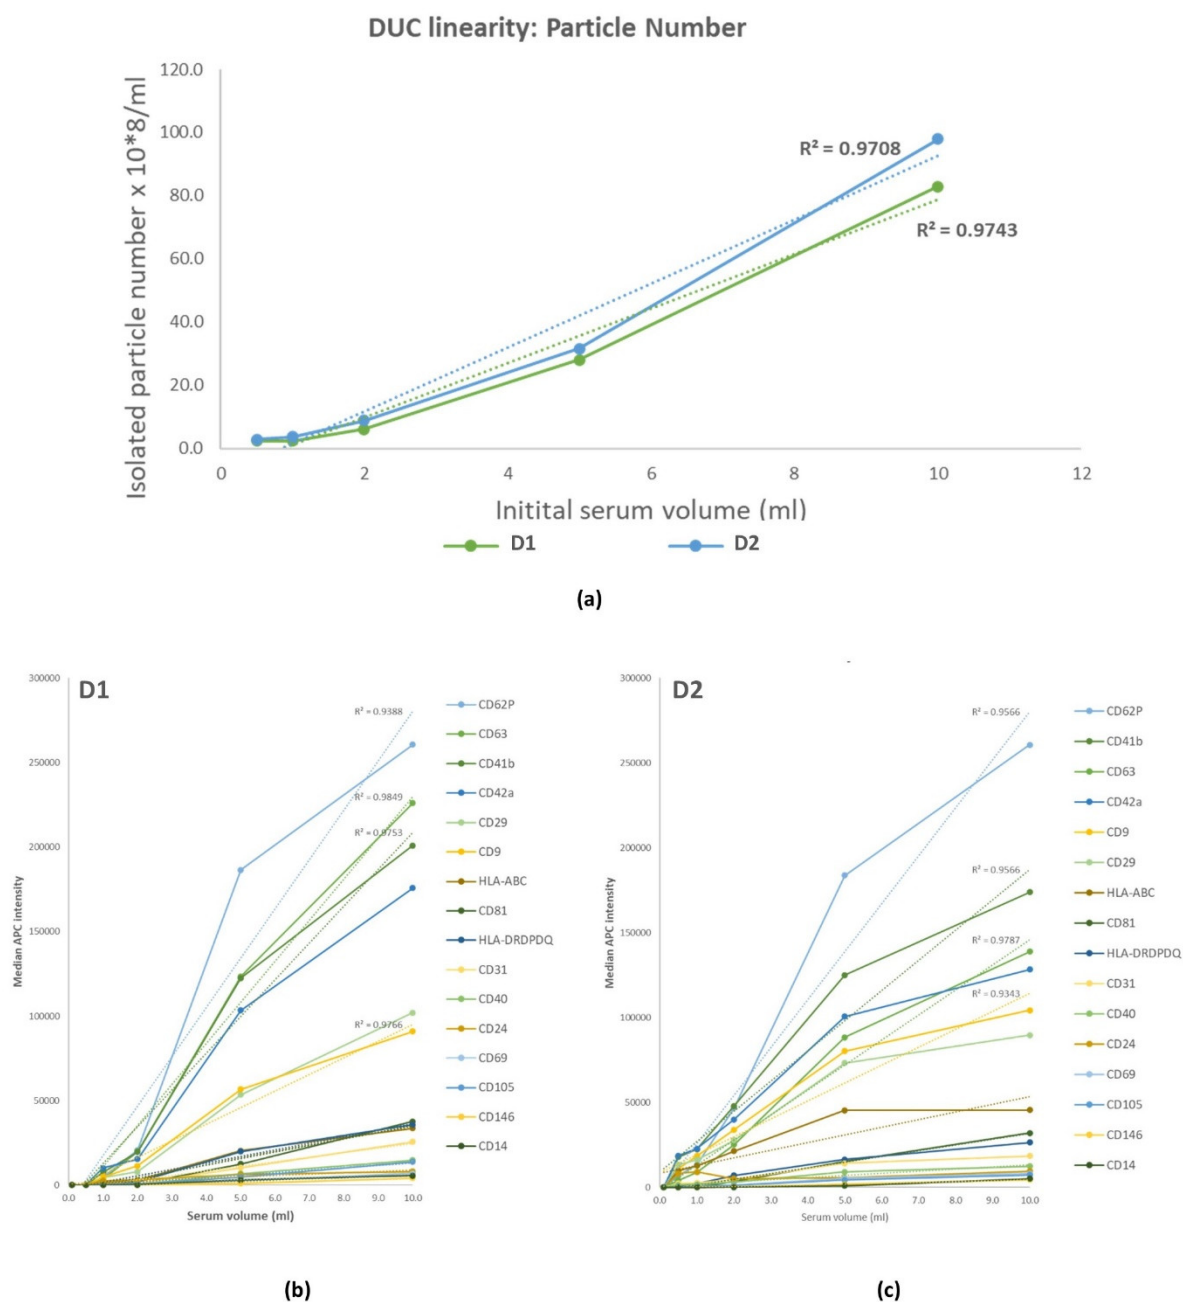 DUC linearity: Particle Number
Isolated particle number x 10*8/ml
120.0
100.0
80.0
60.0
40.0
20.0
0.0
R² = 0.9708
R² = 0.9743
0 2 4 6 8 10 12
Initital serum volume (ml)
D1 D2
(a)
D1
Median APC intensity
300000
250000
200000
150000
100000
50000
0
R² = 0.9388
R² = 0.9849
R² = 0.9753
R² = 0.9766
0.0 1.0 2.0 3.0 4.0 5.0 6.0 7.0 8.0 9.0 10.0
Serum volume (ml)
CD62P
CD63
CD41b
CD42a
CD29
CD9
HLA-ABC
CD81
HLA-DRDPDQ
CD31
CD40
CD24
CD69
CD105
CD146
CD14
(b)
D2
Median APC intensity
300000
250000
200000
150000
100000
50000
0
R² = 0.9566
R² = 0.9566
R² = 0.9787
R² = 0.9343
0.0 1.0 2.0 3.0 4.0 5.0 6.0 7.0 8.0 9.0 10.0
Serum volume (ml)
CD62P
CD41b
CD63
CD42a
CD9
CD29
HLA-ABC
CD81
HLA-DRDPDQ
CD31
CD40
CD24
CD69
CD105
CD146
CD14
(c)